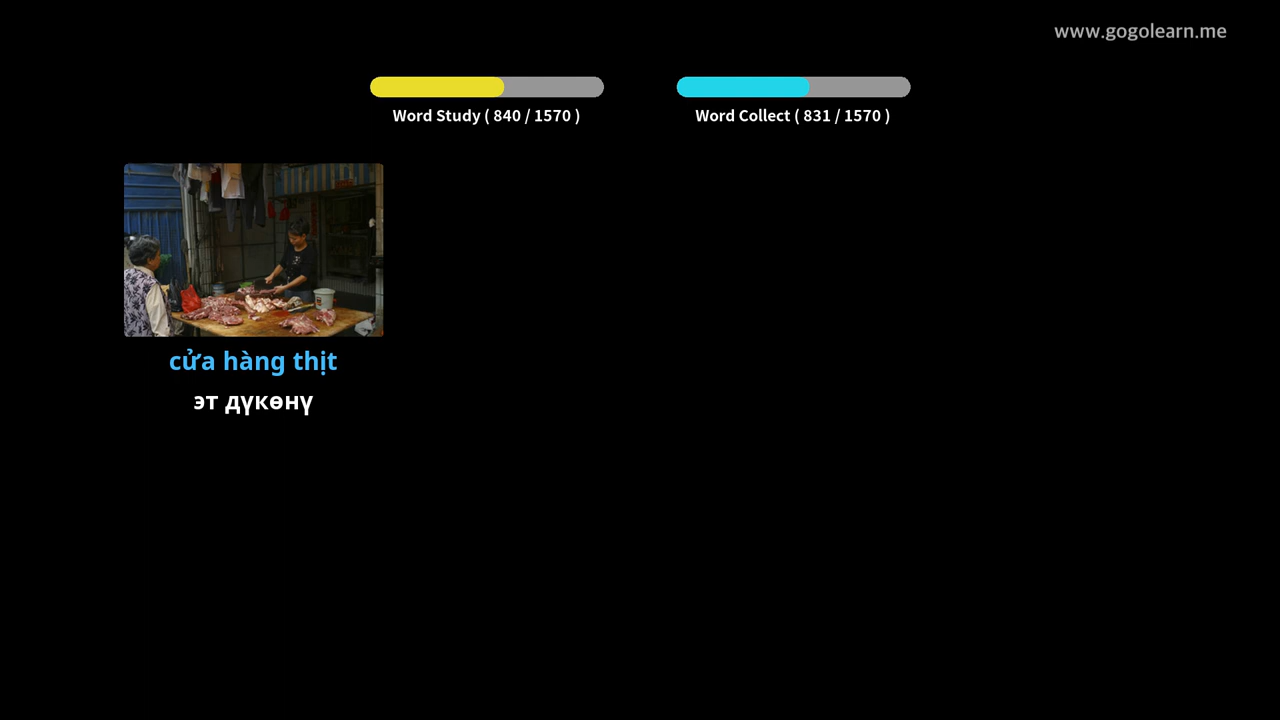 www.gogolearn.me
Word Study ( 840 / 1570 )
Word Collect ( 831 / 1570 )
cửa hàng thịt
эт дүкөнү